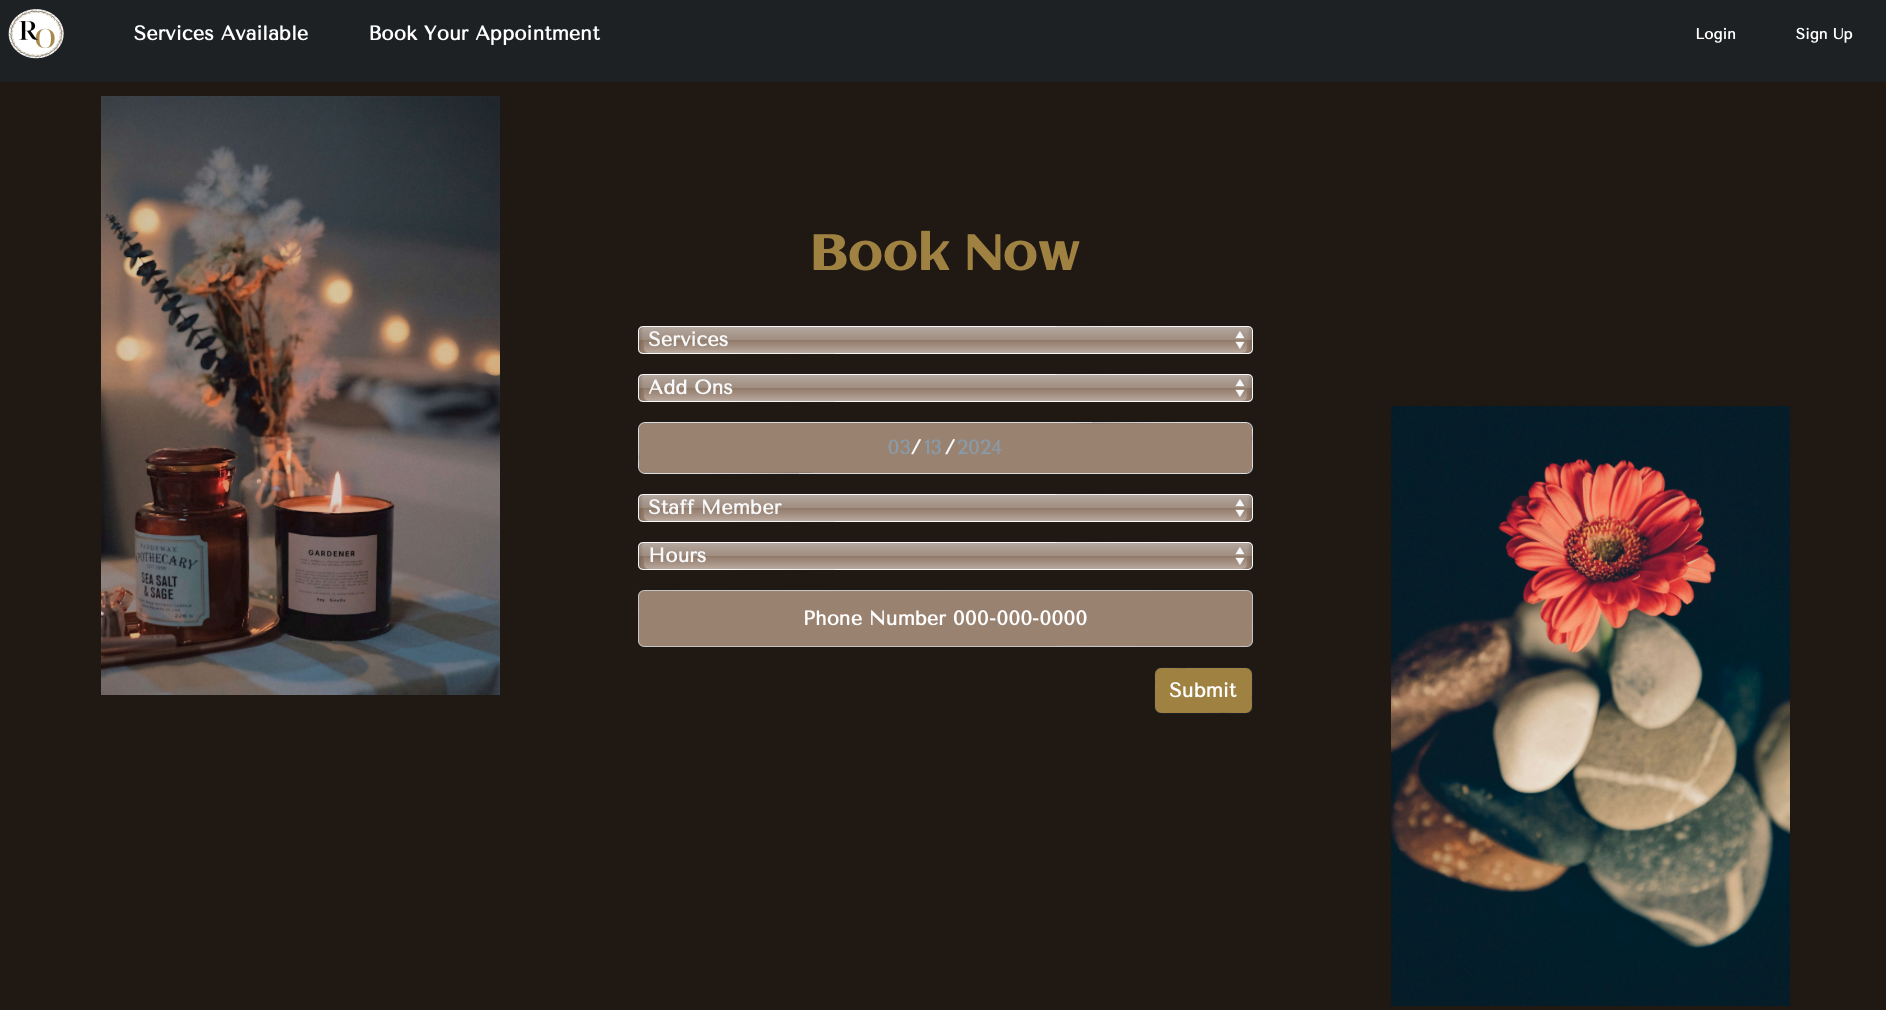 RO
Services Available
Book Your Appointment
Login
Sign Up
Book Now
Services
Add Ons
03/13/2024
Staff Member
Hours
Phone Number 000-000-0000
Submit
APOTHECARY
SEA SALT
& SAGE
GARDENER